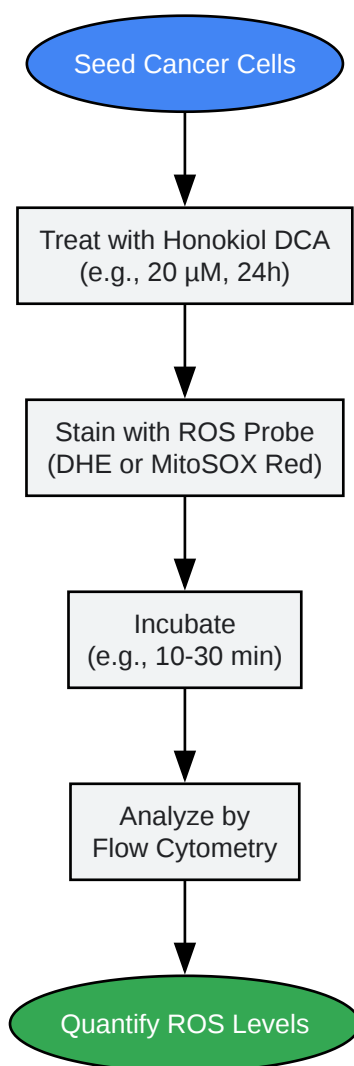 Seed Cancer Cells
Treat with Honokiol DCA
(e.g., 20 µM, 24h)
Stain with ROS Probe
(DHE or MitoSOX Red)
Incubate
(e.g., 10-30 min)
Analyze by
Flow Cytometry
Quantify ROS Levels